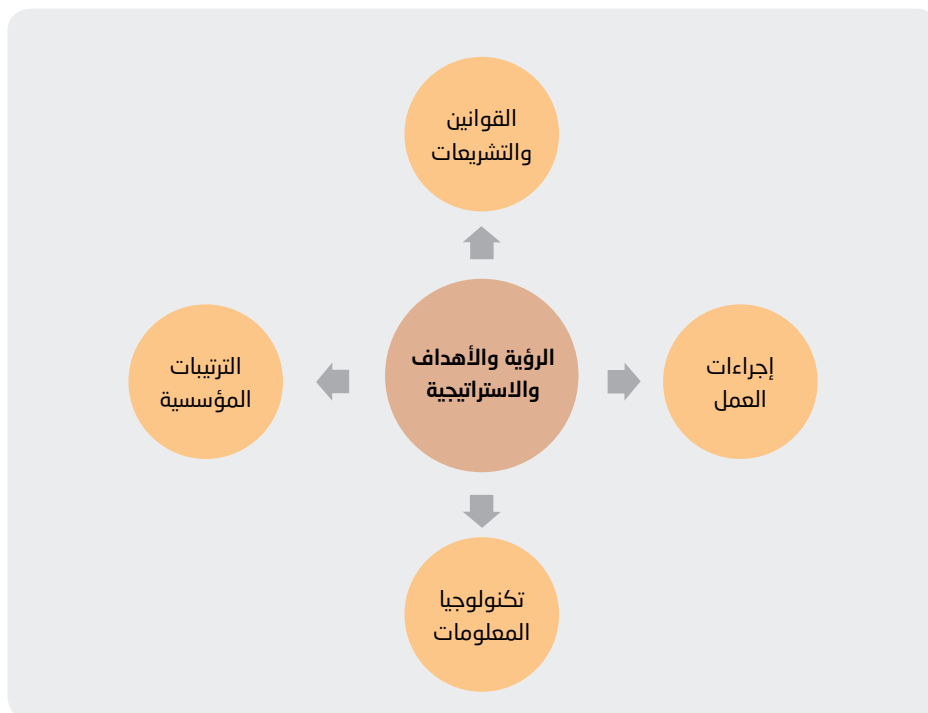 القوانين
والتشريعات
إجراءات
العمل
الرؤية والأهداف
والاستراتيجية
الترتيبات
المؤسسية
تكنولوجيا
المعلومات